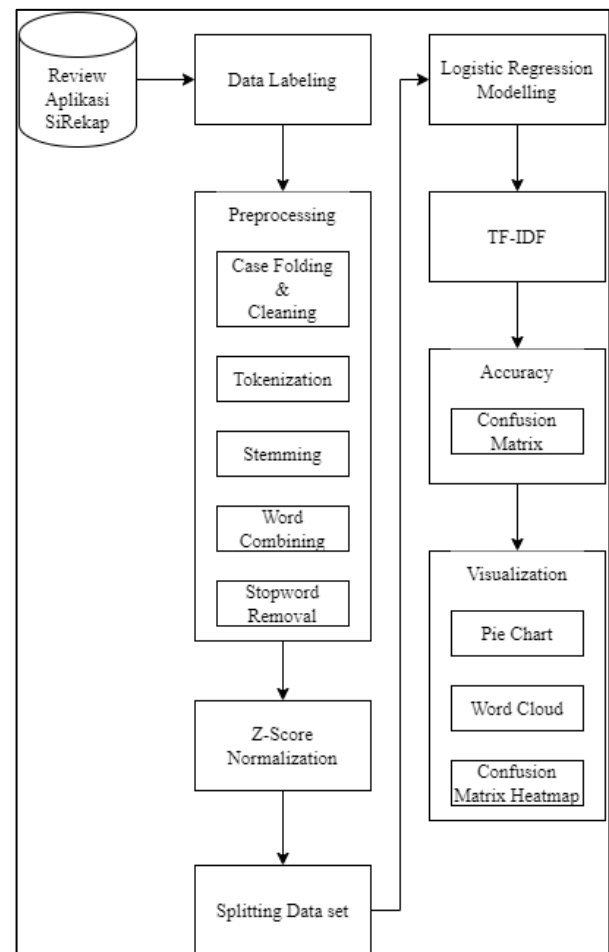 Review
Aplikasi
SiRekap
Data Labeling
Preprocessing
Case Folding
&
Cleaning
Tokenization
Stemming
Word
Combining
Stopword
Removal
Z-Score
Normalization
Splitting Data set
Logistic Regression
Modelling
TF-IDF
Accuracy
Confusion
Matrix
Visualization
Pie Chart
Word Cloud
Confusion
Matrix Heatmap